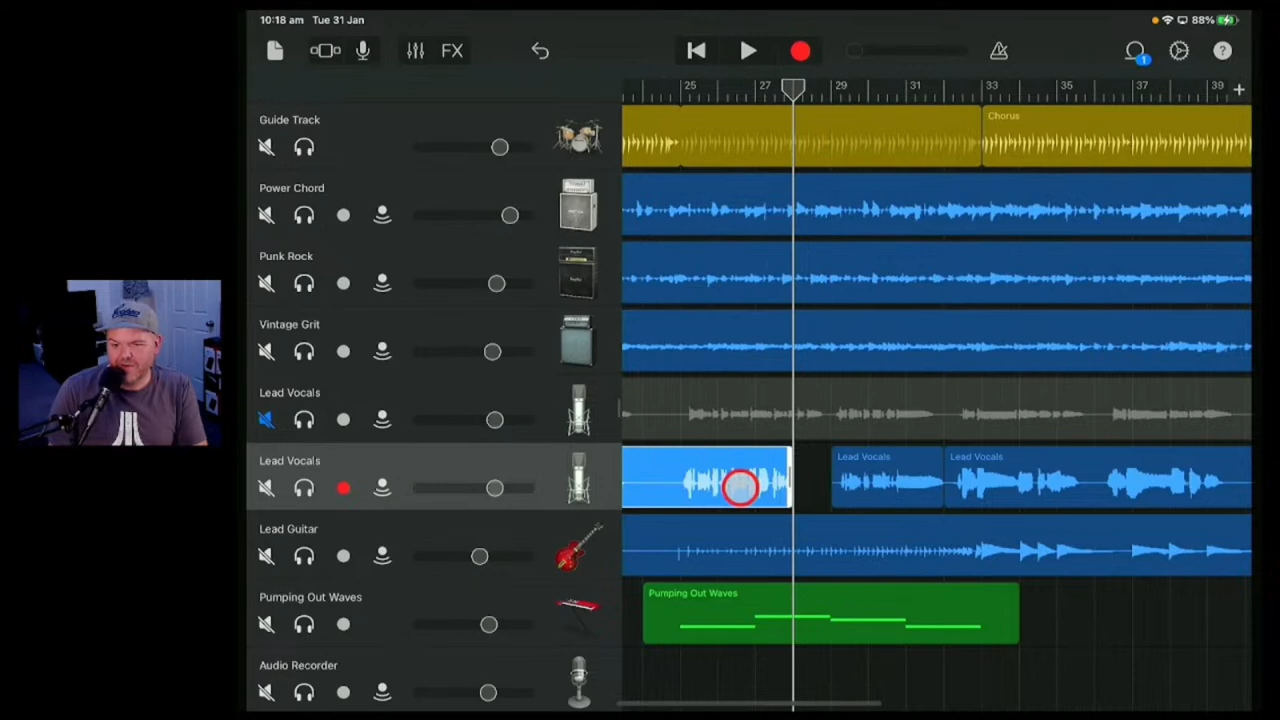 10:18 am Tue 31 Jan
88%
FX
1
?
25 27 29 31 33 35 37 39
Guide Track
Chorus
Power Chord
Punk Rock
Vintage Grit
Lead Vocals
Lead Vocals
Lead Vocals Lead Vocals
Lead Guitar
Pumping Out Waves
Pumping Out Waves
Audio Recorder